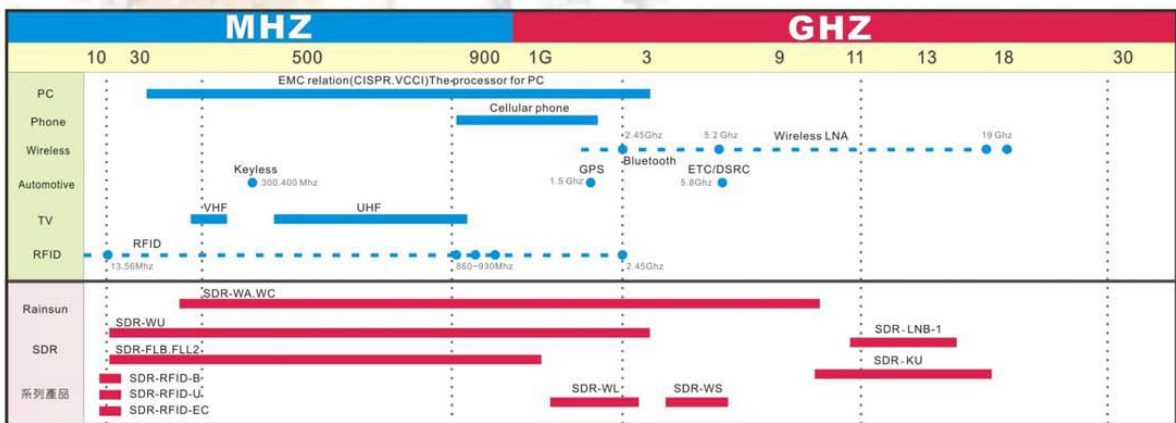 MHZ GHZ
10 30 500 900 1G 3 9 11 13 18 30
EMC relation(CISPR.VCCI)The processor for PC
PC
Cellular phone
Phone
2.45Ghz 5.2 Ghz Wireless LNA 19 Ghz
Wireless
Bluetooth
Keyless GPS ETC/DSRC
Automotive 300.400 Mhz 1.5 Ghz 5.8Ghz
VHF UHF
TV
RFID
RFID
13.56Mhz 860~930Mhz 2.45Ghz
SDR-WA.WC
Rainsun
SDR-WU SDR-LNB-1
SDR
SDR-FLB.FLL2 SDR-KU
SDR-RFID-B
系列產品 SDR-RFID-U SDR-WL SDR-WS
SDR-RFID-EC